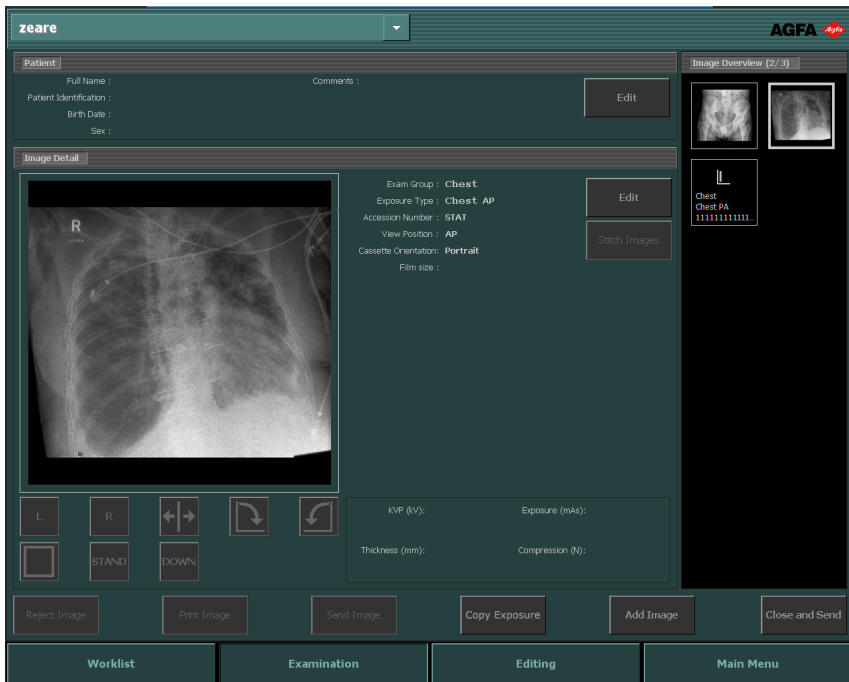 zeare
AGFA
Agfa
Patient
Full Name :
Comments :
Patient Identification :
Birth Date :
Sex :
Edit
Image Overview (2/3)
Image Detail
R
Exam Group : Chest
Exposure Type : Chest AP
Accession Number : STAT
View Position : AP
Cassette Orientation: Portrait
Film size :
Edit
Stitch Images
L
Chest
Chest PA
111111111111...
L
R
STAND
DOWN
KVP (kV):
Exposure (mAs):
Thickness (mm):
Compression (N):
Reject Image
Print Image
Send Image
Copy Exposure
Add Image
Close and Send
Worklist
Examination
Editing
Main Menu